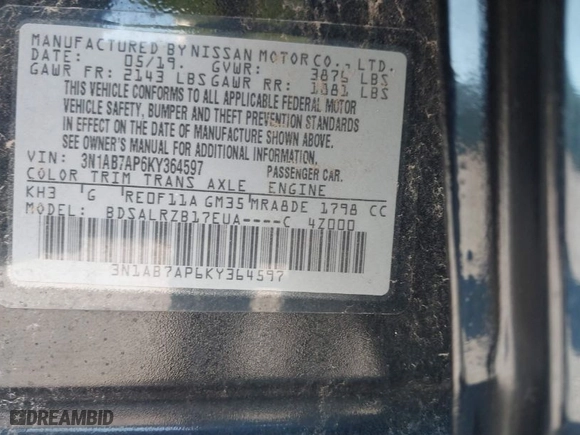 MANUFACTURED BY NISSAN MOTOR CO., LTD.
DATE: 05/19 GVWR: 3876 LBS
GAWR FR: 2143 LBS GAWR RR: 1881 LBS
THIS VEHICLE CONFORMS TO ALL APPLICABLE FEDERAL MOTOR
VEHICLE SAFETY, BUMPER AND THEFT PREVENTION STANDARDS
IN EFFECT ON THE DATE OF MANUFACTURE SHOWN ABOVE.
SEE OWNER'S MANUAL FOR ADDITIONAL INFORMATION.
VIN: 3N1AB7AP6KY364597 PASSENGER CAR.
COLOR TRIM TRANS AXLE ENGINE
KH3 G RE0F11A GM35 MRA8DE 1798 CC
MODEL: BDSALRZB17EUA----C 4Z000
3N1AB7AP6KY364597
DREAMBID